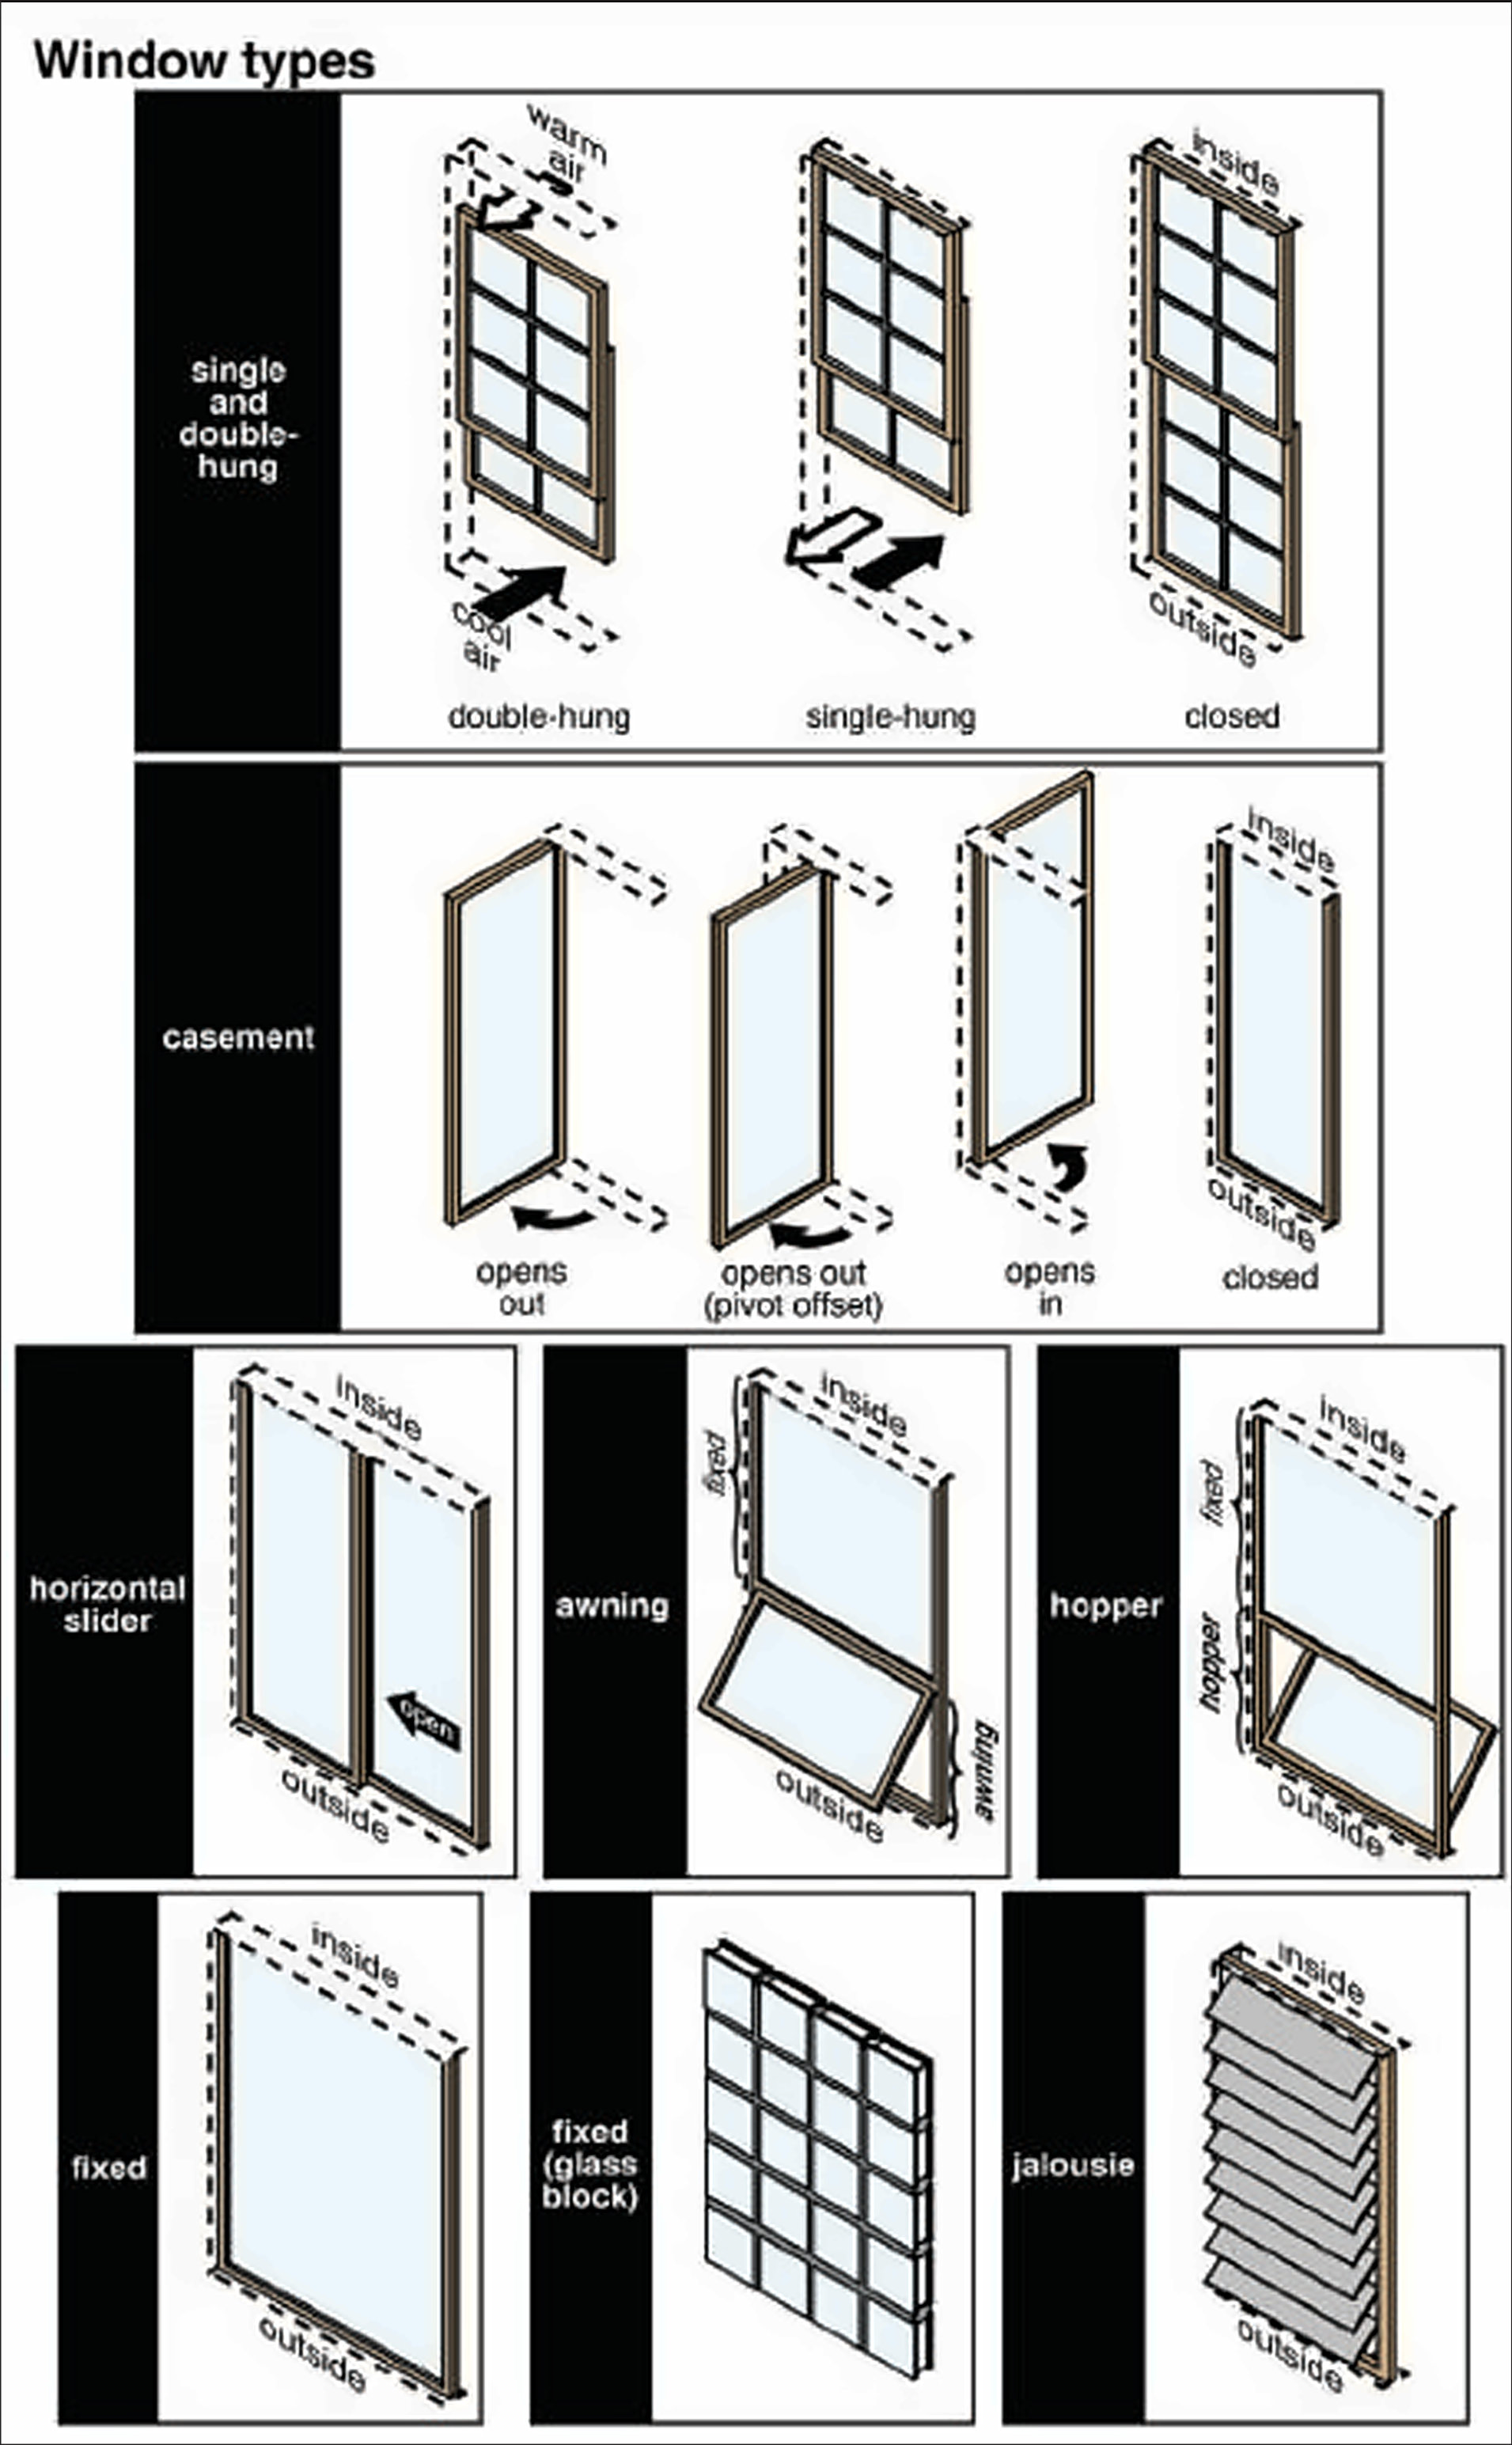 Window types
single
and
double-
hung
warm
air
cool
air
double-hung
single-hung
inside
outside
closed
casement
opens
out
opens out
(pivot offset)
opens
in
inside
outside
closed
horizontal
slider
inside
open
outside
awning
fixed
inside
outside
awning
hopper
fixed
hopper
inside
outside
fixed
inside
outside
fixed
(glass
block)
jalousie
inside
outside